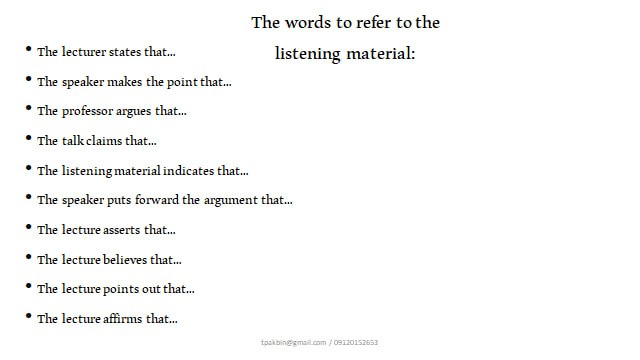 The words to refer to the
listening material:
• The lecturer states that...
• The speaker makes the point that...
• The professor argues that...
• The talk claims that...
• The listening material indicates that...
• The speaker puts forward the argument that...
• The lecture asserts that...
• The lecture believes that...
• The lecture points out that...
• The lecture affirms that...
t.pakbin@gmail.com / 09120152653